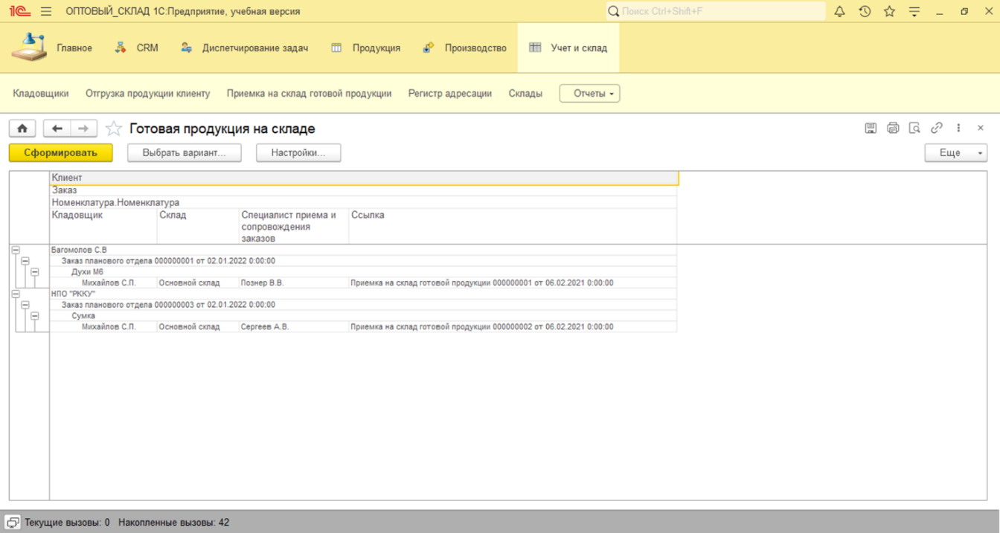 ОПТОВЫЙ_СКЛАД 1С:Предприятие, учебная версия Поиск Ctrl+Shift+F
Главное CRM Диспетчирование задач Продукция Производство Учет и склад
Кладовщики Отгрузка продукции клиенту Приемка на склад готовой продукции Регистр адресации Склады Отчеты
Готовая продукция на складе
Сформировать Выбрать вариант... Настройки... Еще
Клиент
Заказ
Номенклатура.Номенклатура
Кладовщик Склад Специалист приема и Ссылка
сопровождения
заказов
Багомолов С.В
Заказ планового отдела 000000001 от 02.01.2022 0:00:00
Духи М6
Михайлов С.П. Основной склад Познер В.В. Приемка на склад готовой продукции 000000001 от 06.02.2021 0:00:00
НПО "РККУ"
Заказ планового отдела 000000003 от 02.01.2022 0:00:00
Сумка
Михайлов С.П. Основной склад Сергеев А.В. Приемка на склад готовой продукции 000000002 от 06.02.2021 0:00:00
Текущие вызовы: 0 Накопленные вызовы: 42